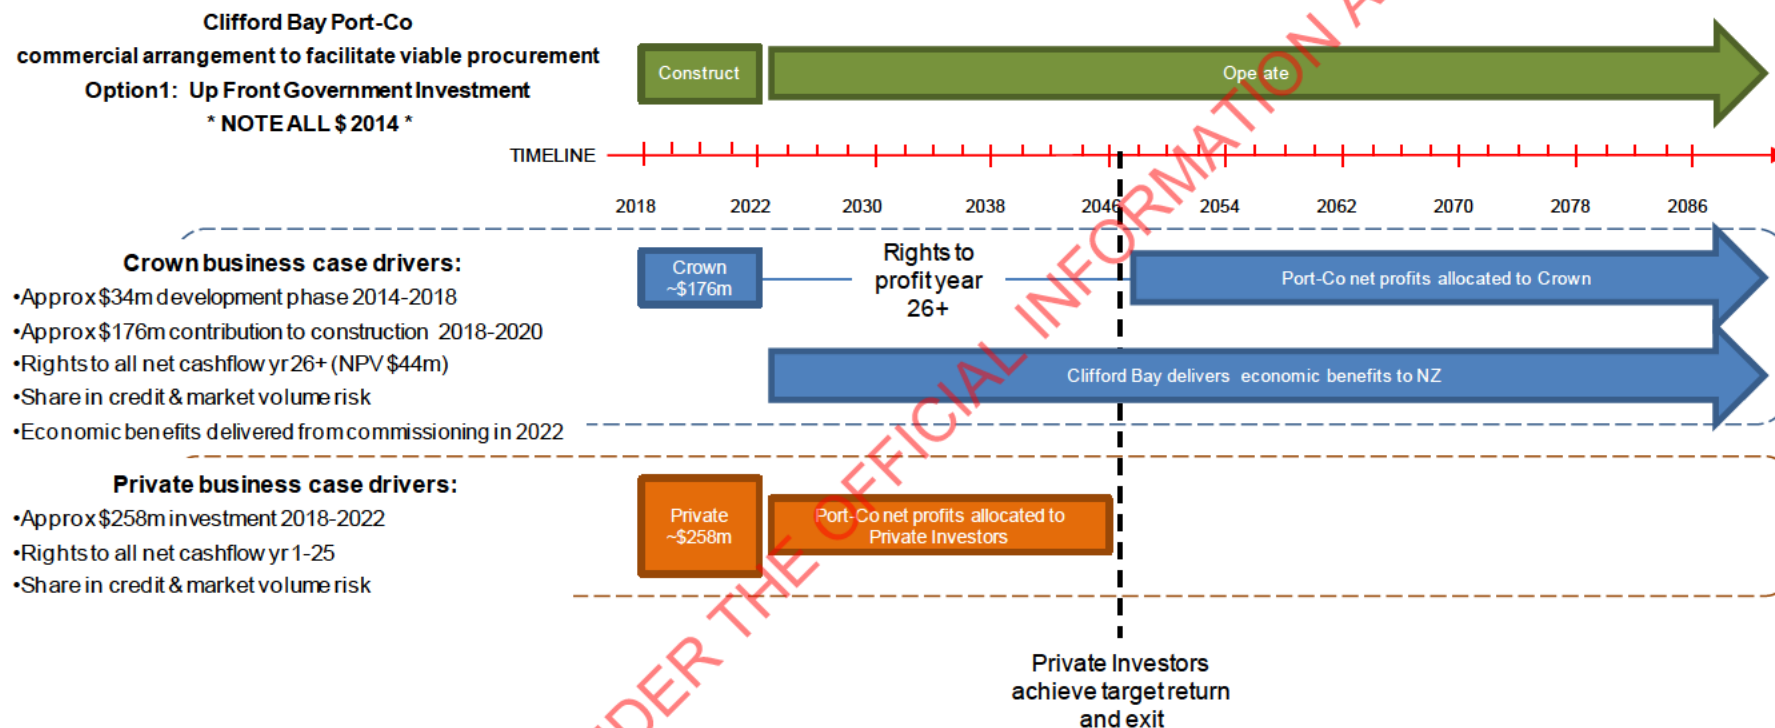 Clifford Bay Port-Co
commercial arrangement to facilitate viable procurement
Option1: Up Front Government Investment
* NOTE ALL $ 2014 *
Construct
Operate
TIMELINE
2018 2022 2030 2038 2046 2054 2062 2070 2078 2086
Crown business case drivers:
•Approx $34m development phase 2014-2018
•Approx $176m contribution to construction 2018-2020
•Rights to all net cashflow yr 26+ (NPV $44m)
•Share in credit & market volume risk
•Economic benefits delivered from commissioning in 2022
Crown
~$176m
Rights to
profit year
26+
Port-Co net profits allocated to Crown
Clifford Bay delivers economic benefits to NZ
Private business case drivers:
•Approx $258m investment 2018-2022
•Rights to all net cashflow yr 1-25
•Share in credit & market volume risk
Private
~$258m
Port-Co net profits allocated to
Private Investors
Private Investors
achieve target return
and exit
THE OFFICIAL INFORMATION